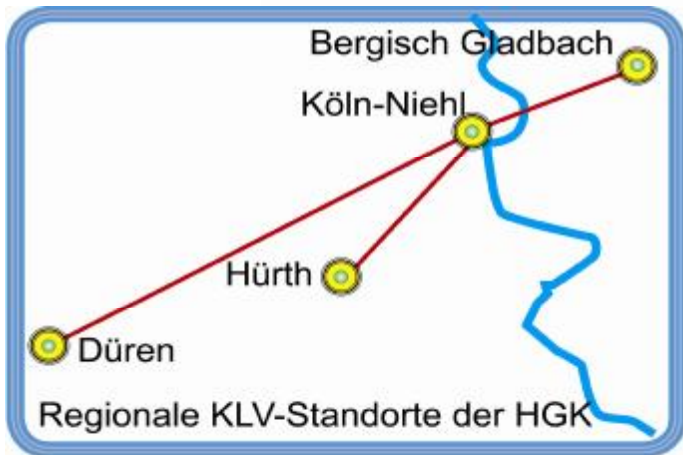 Bergisch Gladbach
Köln-Niehl
Hürth
Düren
Regionale KLV-Standorte der HGK